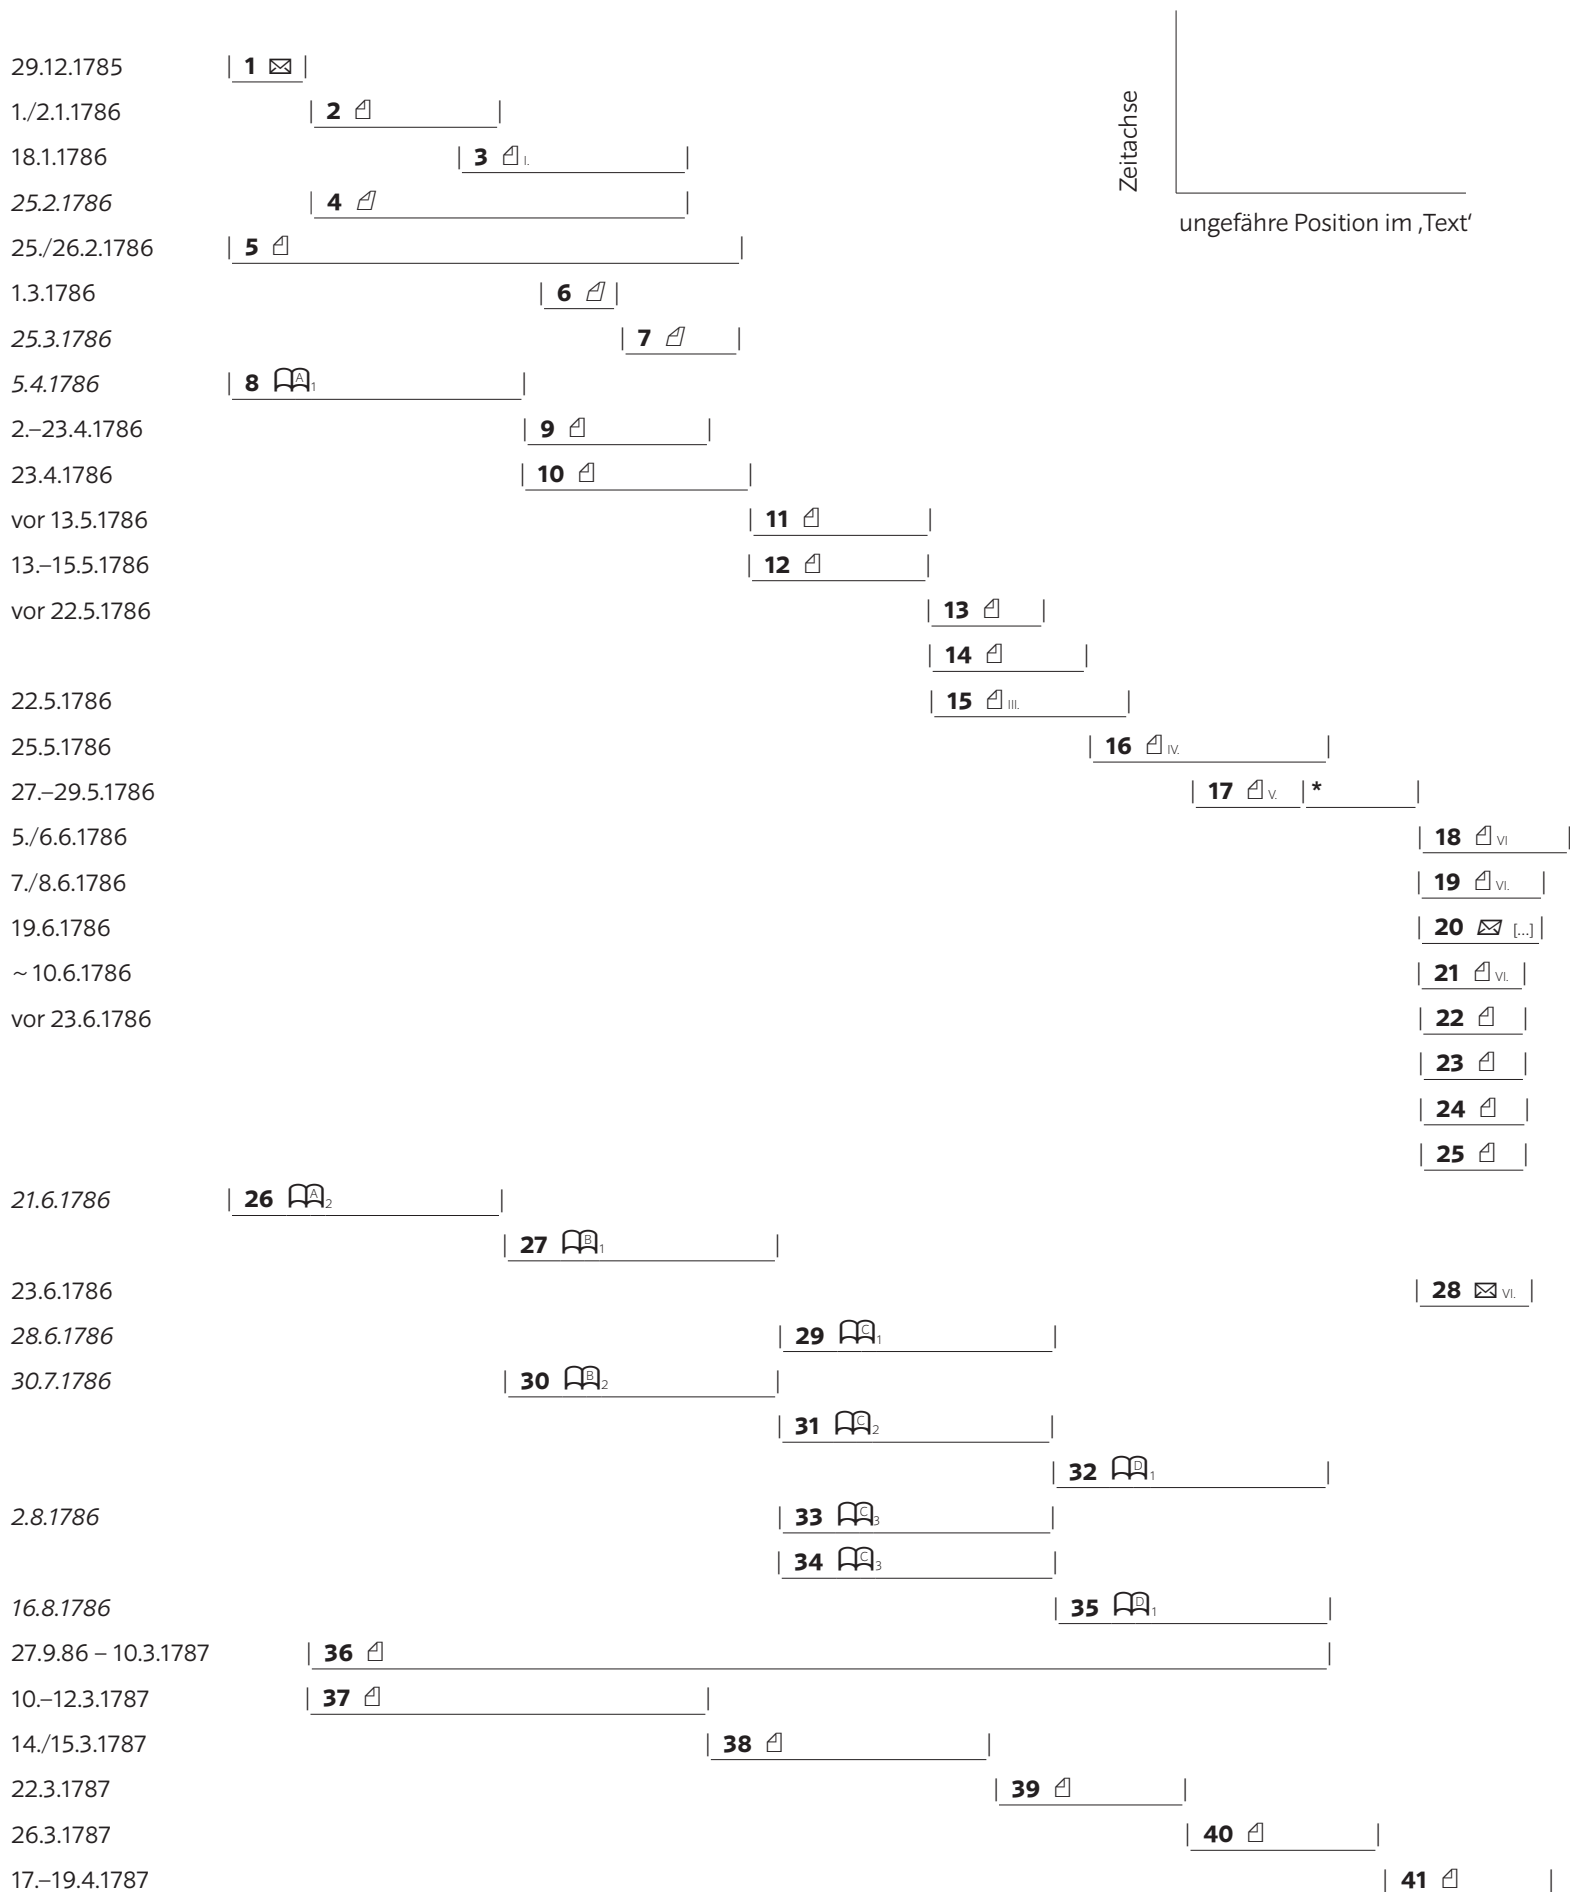 29.12.1785 | 1 ✉ |
1./2.1.1786 | 2 |
18.1.1786 | 3 I. |
25.2.1786 | 4 |
25./26.2.1786 | 5 |
1.3.1786 | 6 |
25.3.1786 | 7 |
5.4.1786 | 8 A 1 |
2.–23.4.1786 | 9 |
23.4.1786 | 10 |
vor 13.5.1786 | 11 |
13.–15.5.1786 | 12 |
vor 22.5.1786 | 13 |
| 14 |
22.5.1786 | 15 III. |
25.5.1786 | 16 IV. |
27.–29.5.1786 | 17 V. |* |
5./6.6.1786 | 18 VI |
7./8.6.1786 | 19 VI. |
19.6.1786 | 20 ✉ [...] |
~ 10.6.1786 | 21 VI. |
vor 23.6.1786 | 22 |
| 23 |
| 24 |
| 25 |
21.6.1786 | 26 A 2 |
| 27 B 1 |
23.6.1786 | 28 ✉ VI. |
28.6.1786 | 29 C 1 |
30.7.1786 | 30 B 2 |
| 31 C 2 |
| 32 D 1 |
2.8.1786 | 33 C 3 |
| 34 C 3 |
16.8.1786 | 35 D 1 |
27.9.86 – 10.3.1787 | 36 |
10.–12.3.1787 | 37 |
14./15.3.1787 | 38 |
22.3.1787 | 39 |
26.3.1787 | 40 |
17.–19.4.1787 | 41 |
Zeitachse
ungefähre Position im ‚Text‘